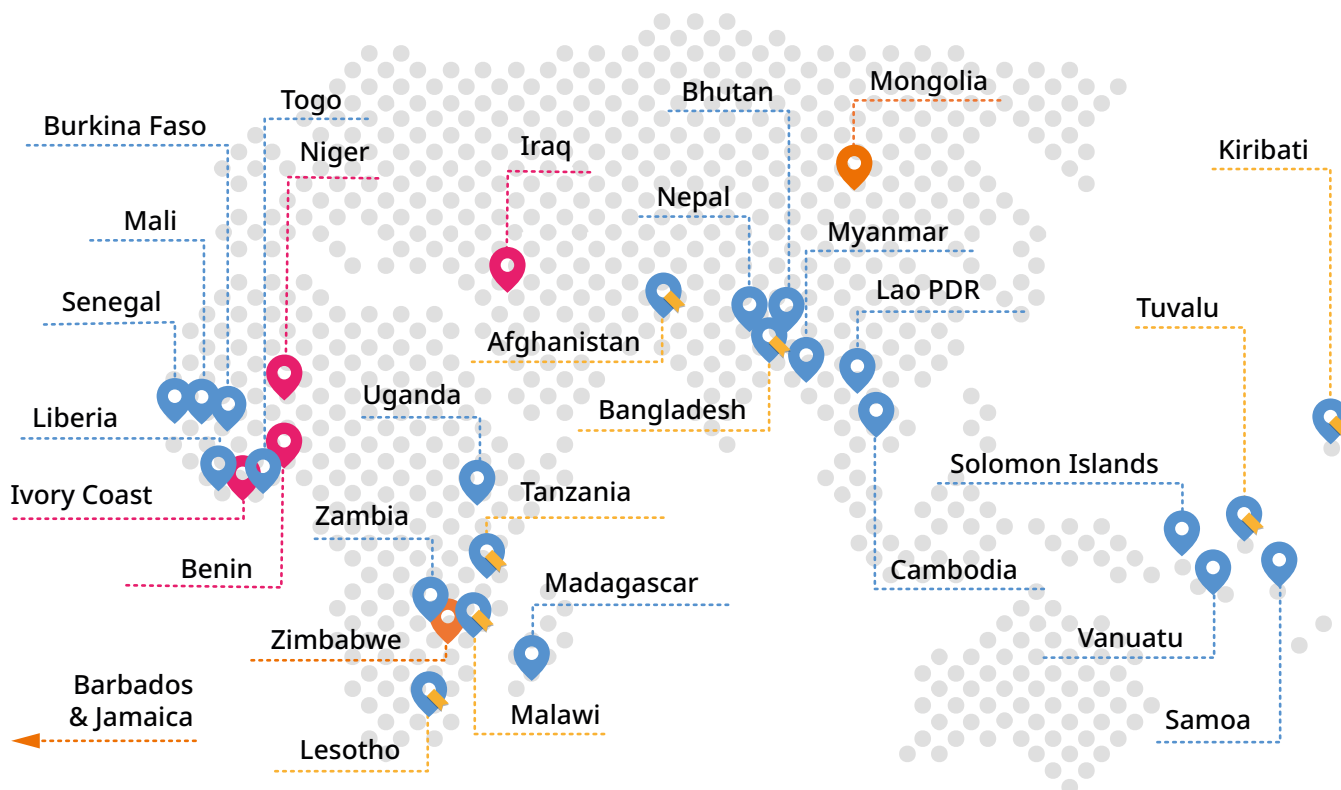 Mongolia
Bhutan
Togo
Burkina Faso
Niger
Iraq
Kiribati
Nepal
Mali
Myanmar
Lao PDR
Senegal
Tuvalu
Afghanistan
Uganda
Bangladesh
Liberia
Solomon Islands
Ivory Coast
Tanzania
Zambia
Benin
Cambodia
Madagascar
Zimbabwe
Vanuatu
Barbados
& Jamaica
Malawi
Samoa
Lesotho